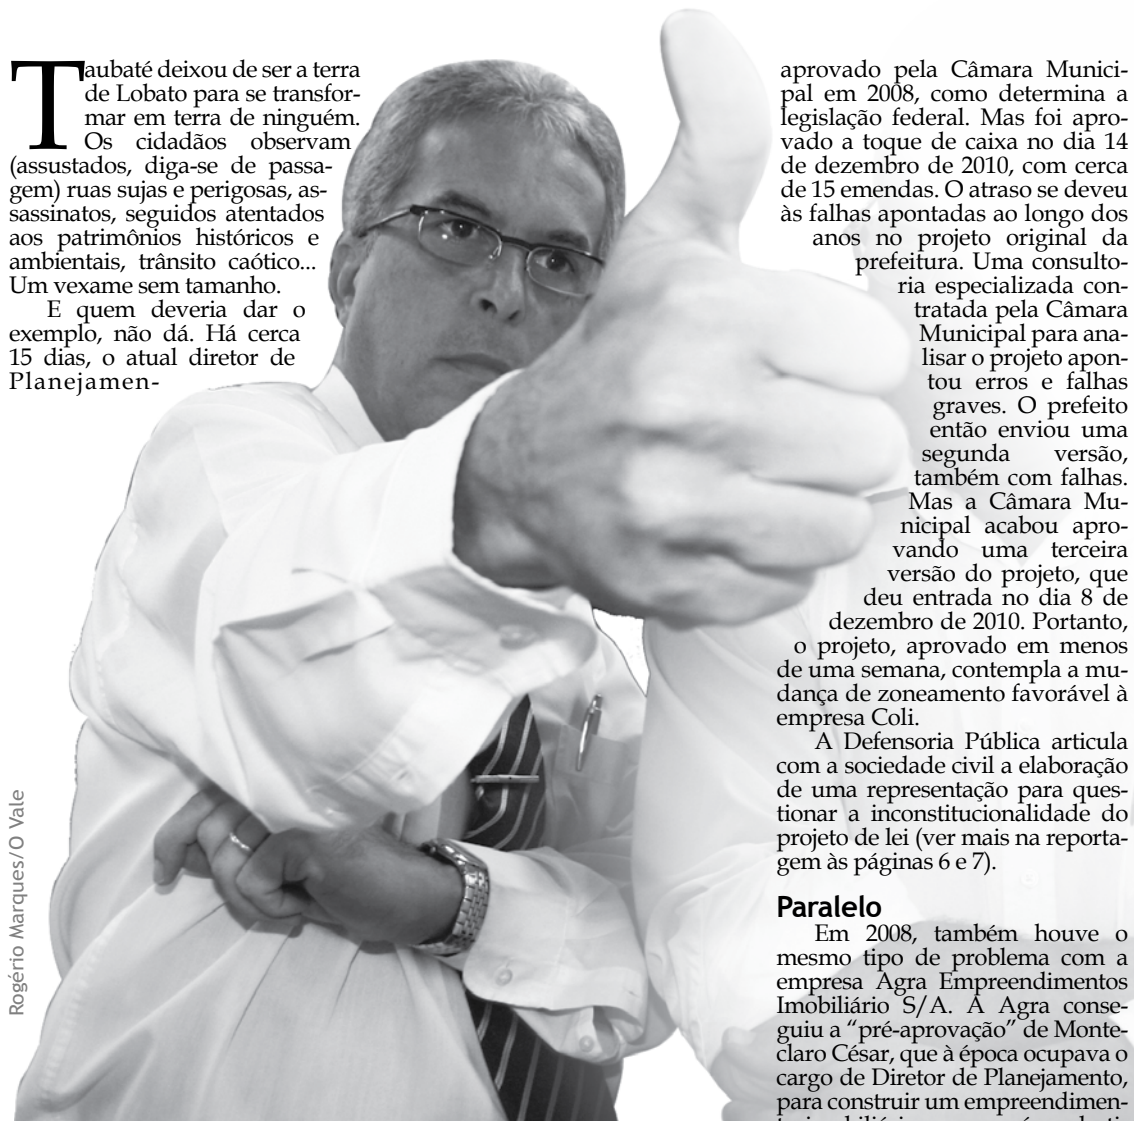 Taubaté deixou de ser a terra
de Lobato para se transfor-
mar em terra de ninguém.
Os cidadãos observam
(assustados, diga-se de passa-
gem) ruas sujas e perigosas, as-
sassinatos, seguidos atentados
aos patrimônios históricos e
ambientais, trânsito caótico...
Um vexame sem tamanho.
E quem deveria dar o
exemplo, não dá. Há cerca
15 dias, o atual diretor de
Planejamen-
aprovado pela Câmara Munici-
pal em 2008, como determina a
legislação federal. Mas foi apro-
vado a toque de caixa no dia 14
de dezembro de 2010, com cerca
de 15 emendas. O atraso se deveu
às falhas apontadas ao longo dos
anos no projeto original da
prefeitura. Uma consulto-
ria especializada con-
tratada pela Câmara
Municipal para ana-
lisar o projeto apon-
tou erros e falhas
graves. O prefeito
então enviou uma
segunda versão,
também com falhas.
Mas a Câmara Mu-
nicipal acabou apro-
vando uma terceira
versão do projeto, que
deu entrada no dia 8 de
dezembro de 2010. Portanto,
o projeto, aprovado em menos
de uma semana, contempla a mu-
dança de zoneamento favorável à
empresa Coli.
A Defensoria Pública articula
com a sociedade civil a elaboração
de uma representação para ques-
tionar a inconstitucionalidade do
projeto de lei (ver mais na reporta-
gem às páginas 6 e 7).
Paralelo
Em 2008, também houve o
mesmo tipo de problema com a
empresa Agra Empreendimentos
Imobiliário S/A. A Agra conse-
guiu a “pré-aprovação” de Monte-
claro César, que à época ocupava o
cargo de Diretor de Planejamento,
para construir um empreendimen-
Rogério Marques/O Vale